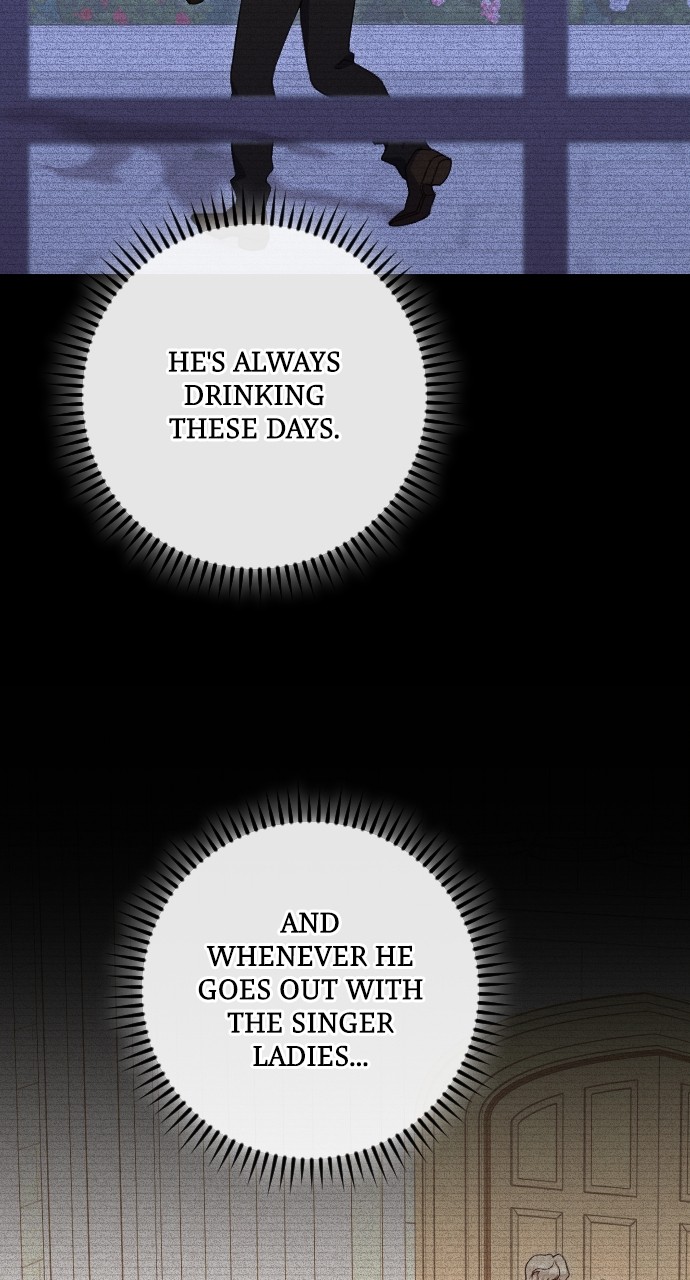 HE'S ALWAYS
DRINKING
THESE DAYS.
AND
WHENEVER HE
GOES OUT WITH
THE SINGER
LADIES...